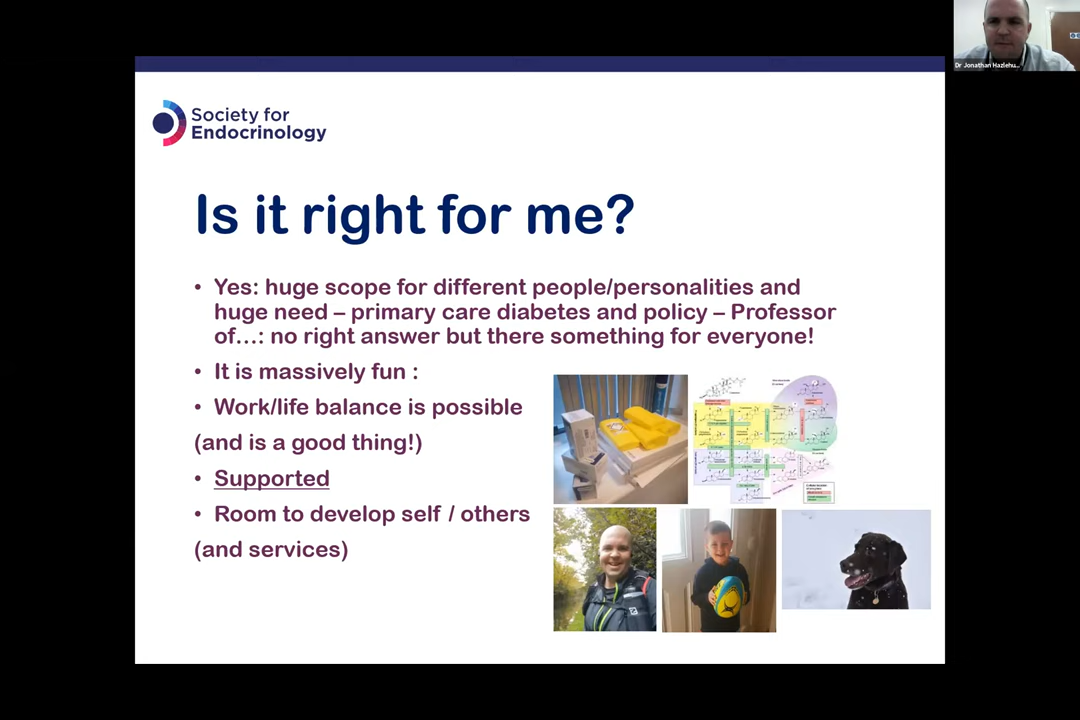 Dr Jonathan Hazlehu...
Society for
Endocrinology
Is it right for me?
• Yes: huge scope for different people/personalities and
huge need – primary care diabetes and policy – Professor
of…: no right answer but there something for everyone!
• It is massively fun :
• Work/life balance is possible
(and is a good thing!)
• Supported
• Room to develop self / others
(and services)